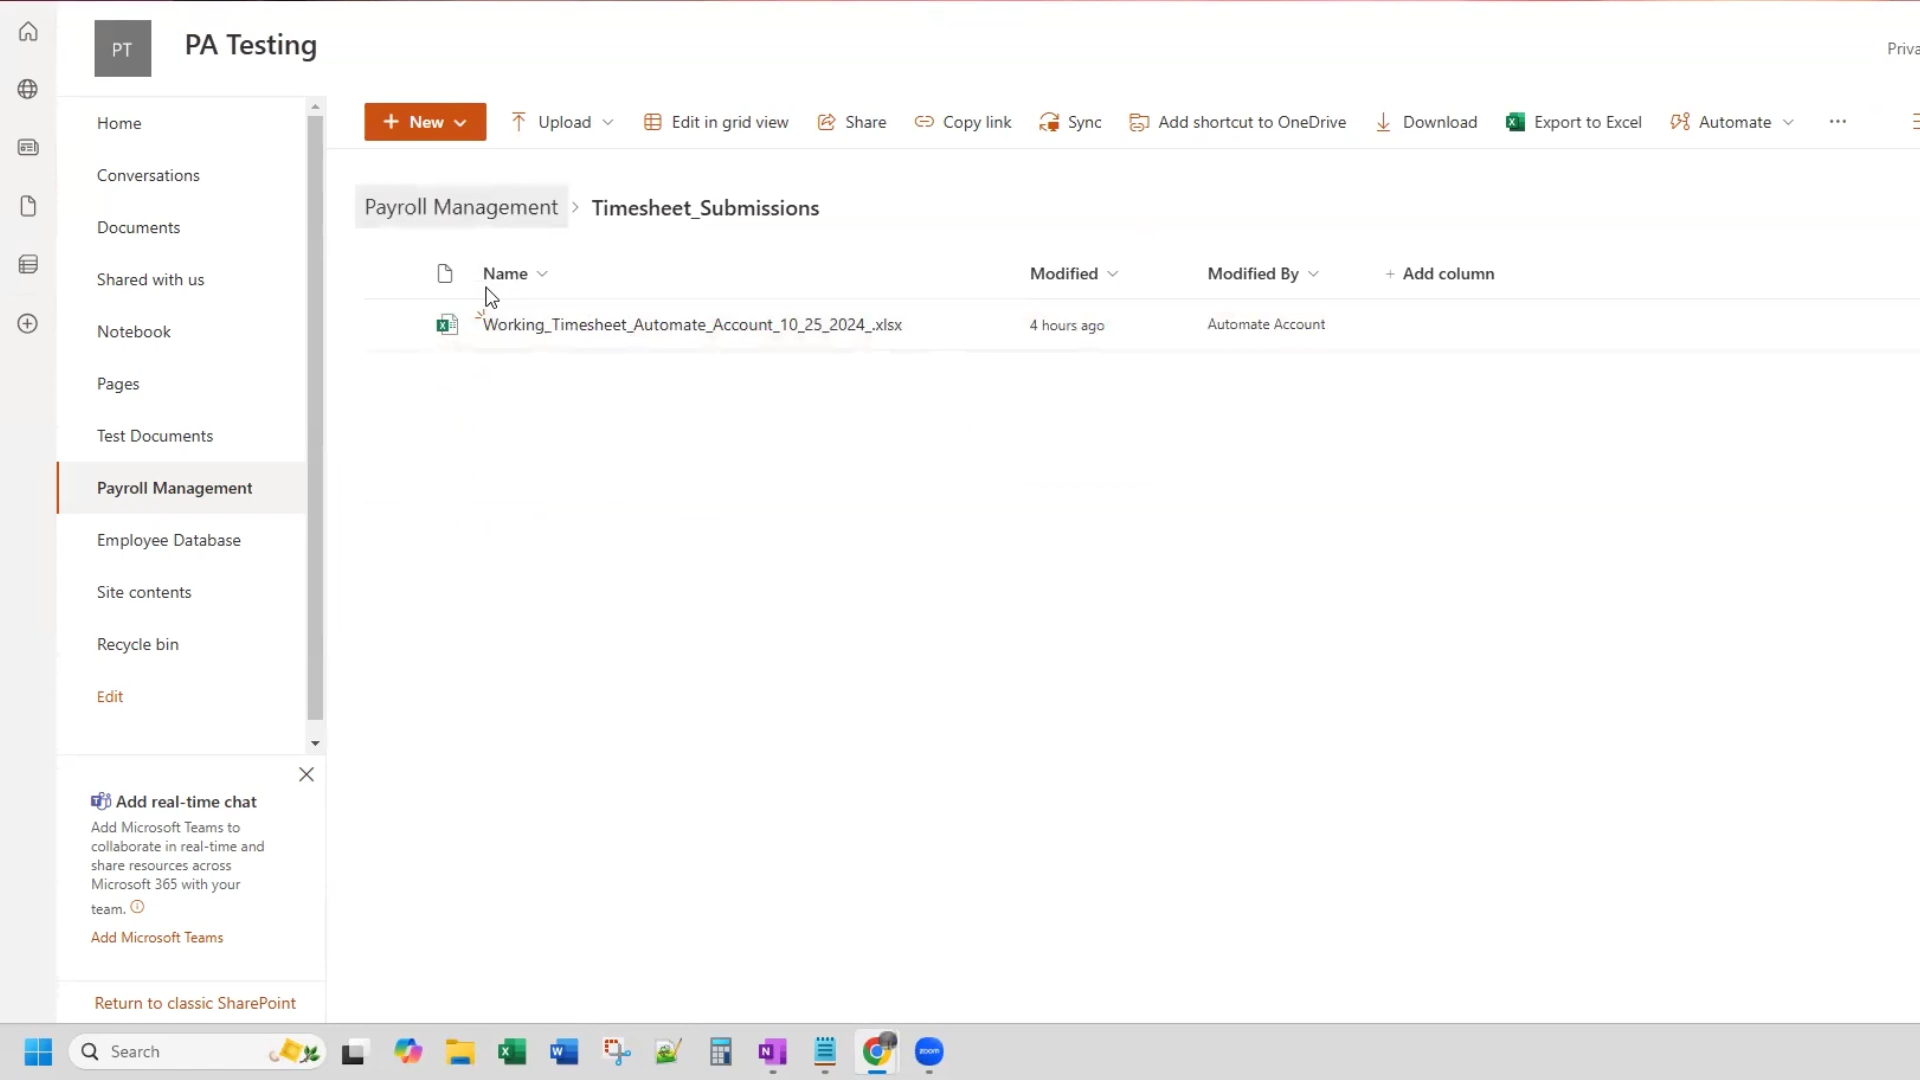 PT
PA Testing
Home
Conversations
Documents
Shared with us
Notebook
Pages
Test Documents
Payroll Management
Employee Database
Site contents
Recycle bin
Edit
Add real-time chat
Add Microsoft Teams to
collaborate in real-time and
share resources across
Microsoft 365 with your
team.
Add Microsoft Teams
Return to classic SharePoint
New
Upload
Edit in grid view
Share
Copy link
Sync
Add shortcut to OneDrive
Download
Export to Excel
Automate
Payroll Management > Timesheet_Submissions
Name Modified Modified By + Add column
Working_Timesheet_Automate_Account_10_25_2024_.xlsx 4 hours ago Automate Account
Search
zoom